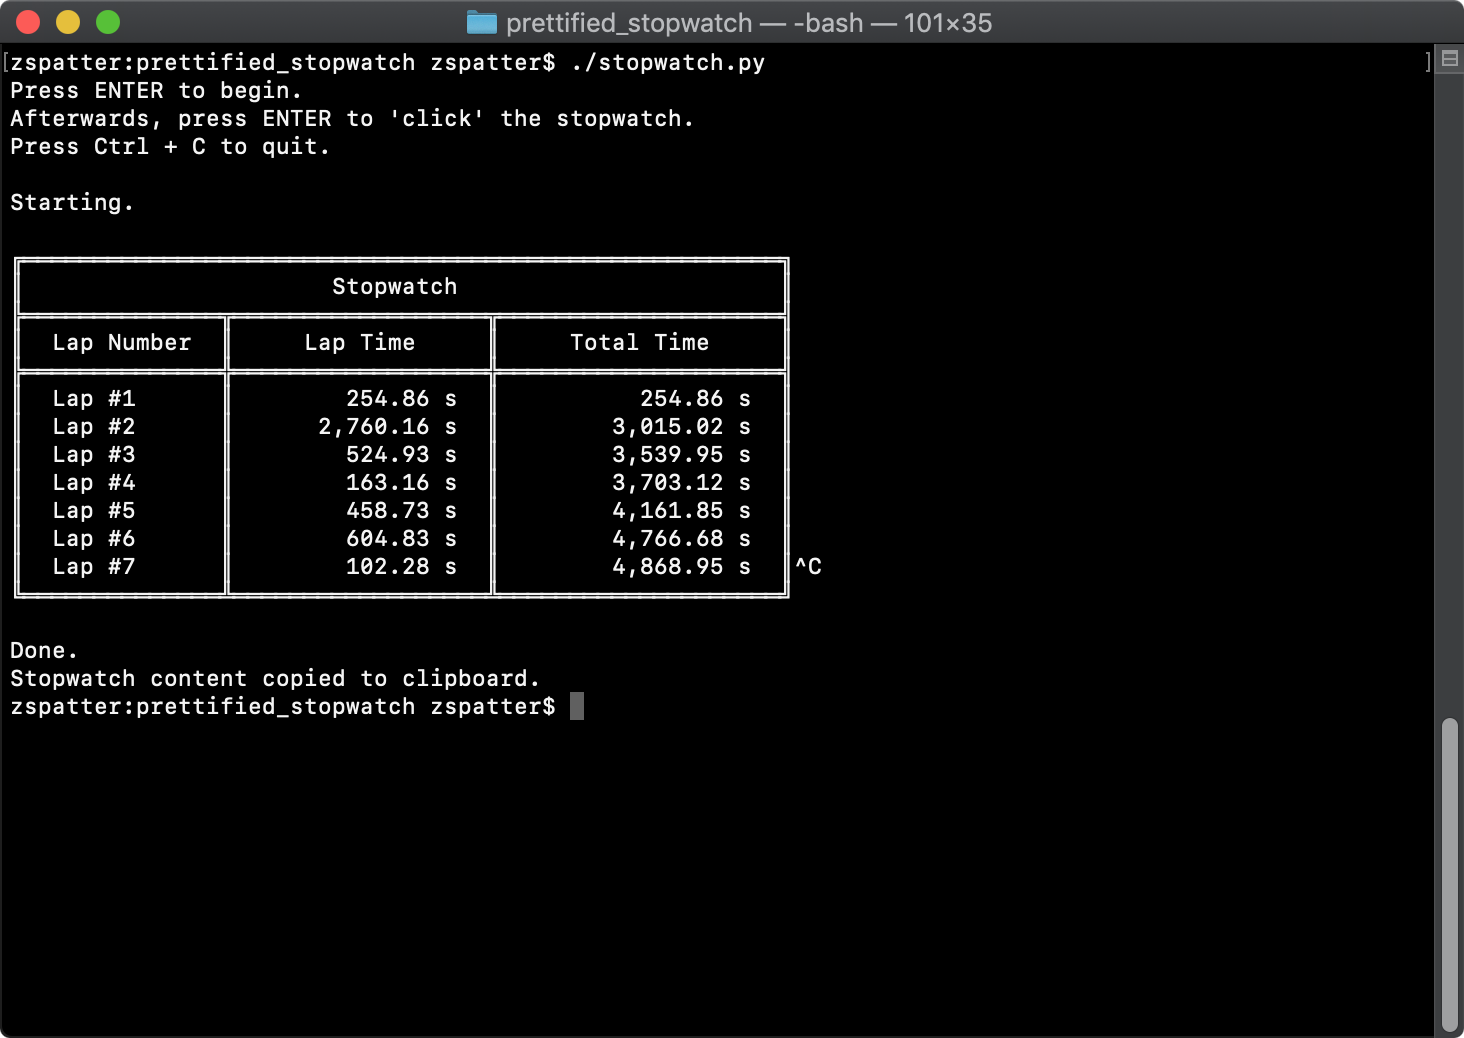 prettified_stopwatch — -bash — 101×35
[zspatter:prettified_stopwatch zspatter$ ./stopwatch.py ]
Press ENTER to begin.
Afterwards, press ENTER to 'click' the stopwatch.
Press Ctrl + C to quit.
Starting.
Stopwatch
Lap Number Lap Time Total Time
Lap #1 254.86 s 254.86 s
Lap #2 2,760.16 s 3,015.02 s
Lap #3 524.93 s 3,539.95 s
Lap #4 163.16 s 3,703.12 s
Lap #5 458.73 s 4,161.85 s
Lap #6 604.83 s 4,766.68 s
Lap #7 102.28 s 4,868.95 s ^C
Done.
Stopwatch content copied to clipboard.
zspatter:prettified_stopwatch zspatter$